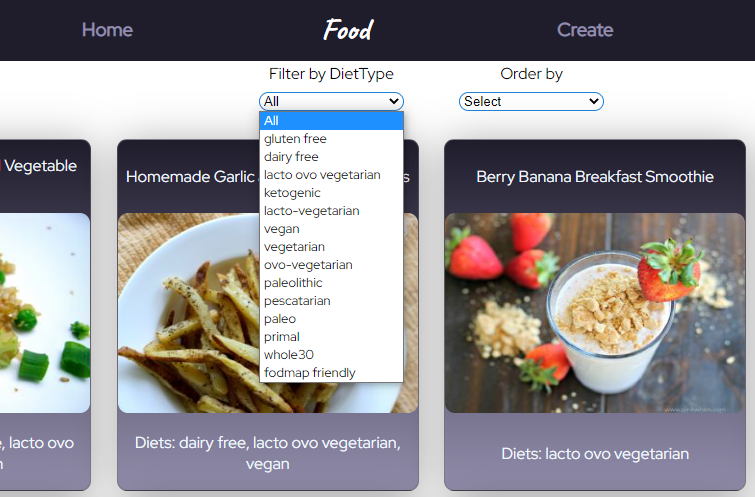 Home
Food
Create
Filter by DietType
Order by
All
Select
All
gluten free
dairy free
lacto ovo vegetarian
ketogenic
lacto-vegetarian
vegan
vegetarian
ovo-vegetarian
paleolithic
pescatarian
paleo
primal
whole30
fodmap friendly
Vegetable
Homemade Garlic
Berry Banana Breakfast Smoothie
, lacto ovo
Diets: dairy free, lacto ovo vegetarian,
vegan
Diets: lacto ovo vegetarian